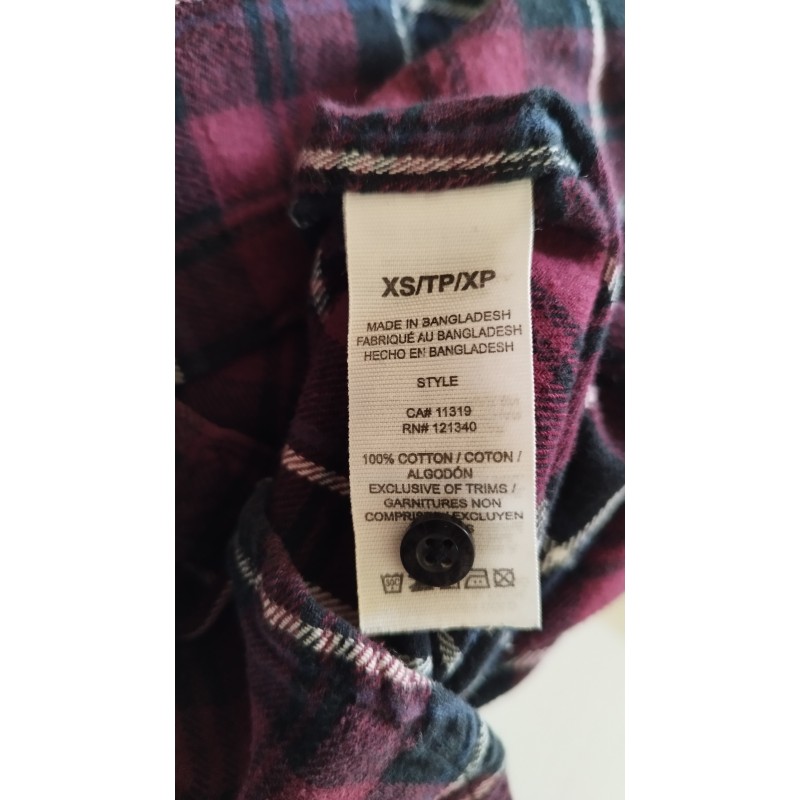 XS/TP/XP
MADE IN BANGLADESH
FABRIQUÉ AU BANGLADESH
HECHO EN BANGLADESH
STYLE
CA# 11319
RN# 121340
100% COTTON / COTON /
ALGODÓN
EXCLUSIVE OF TRIMS /
GARNITURES NON
EXCLUYEN